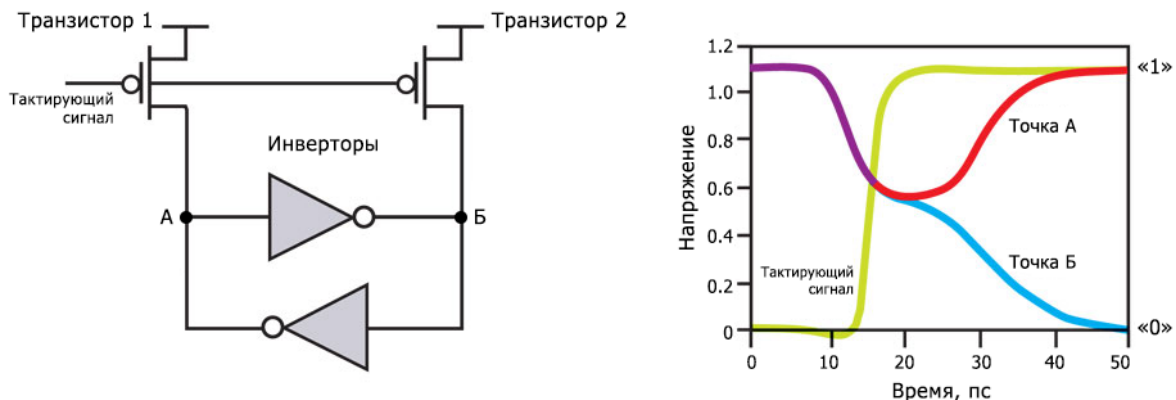 Транзистор 1
Транзистор 2
Тактирующий
сигнал
Инверторы
А
Б
Напряжение
1.2
1.0
0.8
0.6
0.4
0.2
0
«1»
Точка А
Точка Б
Тактирующий
сигнал
«0»
0 10 20 30 40 50
Время, пс